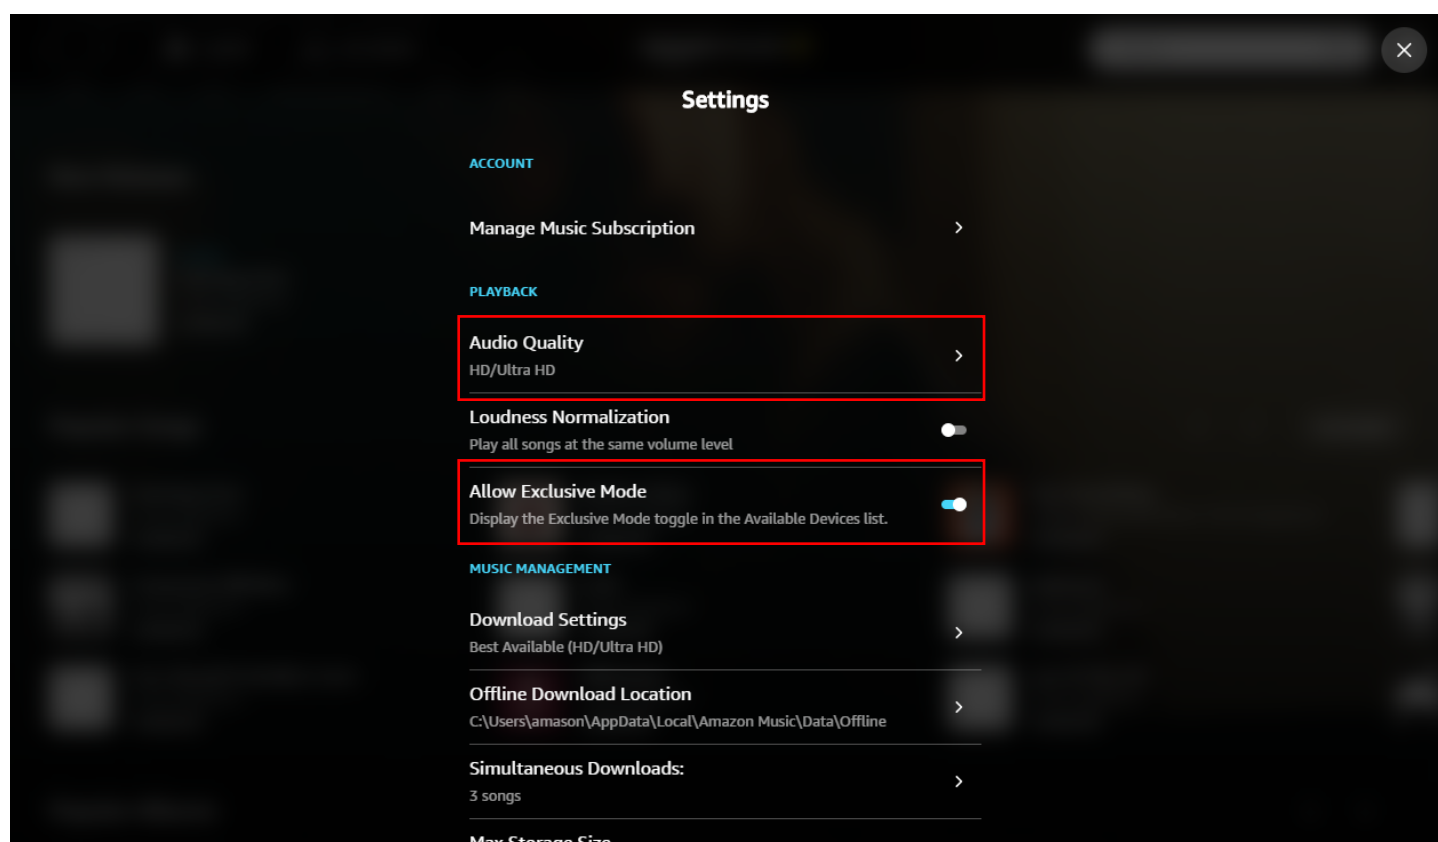 Settings
ACCOUNT
Manage Music Subscription
PLAYBACK
Audio Quality
HD/Ultra HD
Loudness Normalization
Play all songs at the same volume level
Allow Exclusive Mode
Display the Exclusive Mode toggle in the Available Devices list.
MUSIC MANAGEMENT
Download Settings
Best Available (HD/Ultra HD)
Offline Download Location
C:\Users\amason\AppData\Local\Amazon Music\Data\Offline
Simultaneous Downloads:
3 songs
Max Storage Size